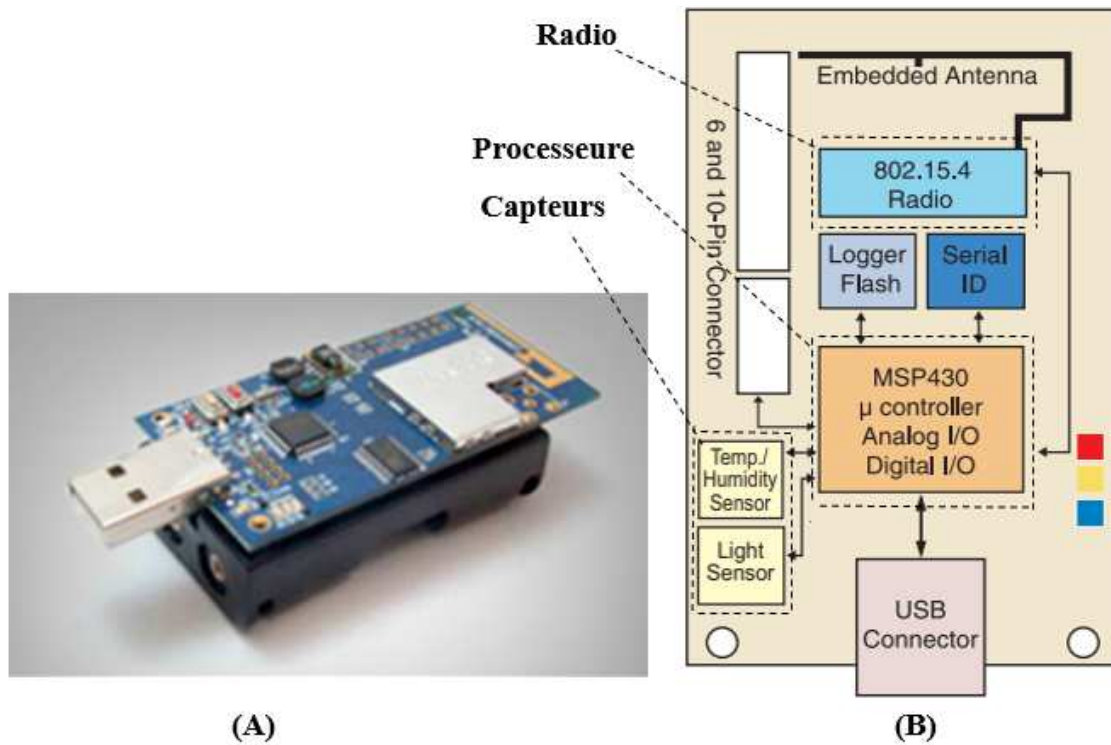 Radio
Processeure
Capteurs
Embedded Antenna
6 and 10-Pin Connector
802.15.4
Radio
Logger
Flash
Serial
ID
MSP430
µ controller
Analog I/O
Digital I/O
Temp./
Humidity
Sensor
Light
Sensor
USB
Connector
(A)
(B)